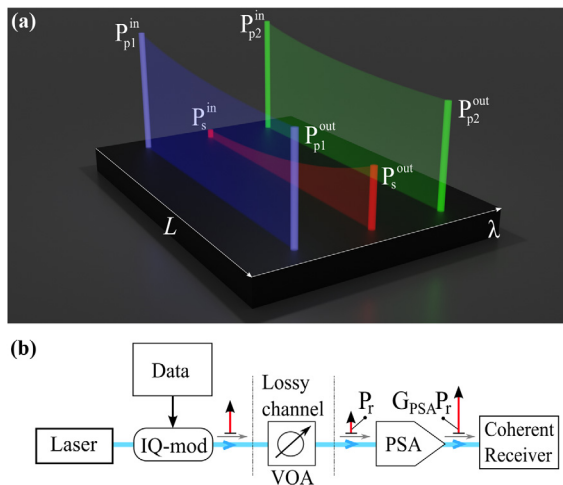 (a)
P_p1^in
P_p2^in
P_s^in
P_p1^out
P_p2^out
P_s^out
L
λ
(b)
Data
Lossy
channel
P_r
G_PSA P_r
Laser
IQ-mod
VOA
PSA
Coherent
Receiver